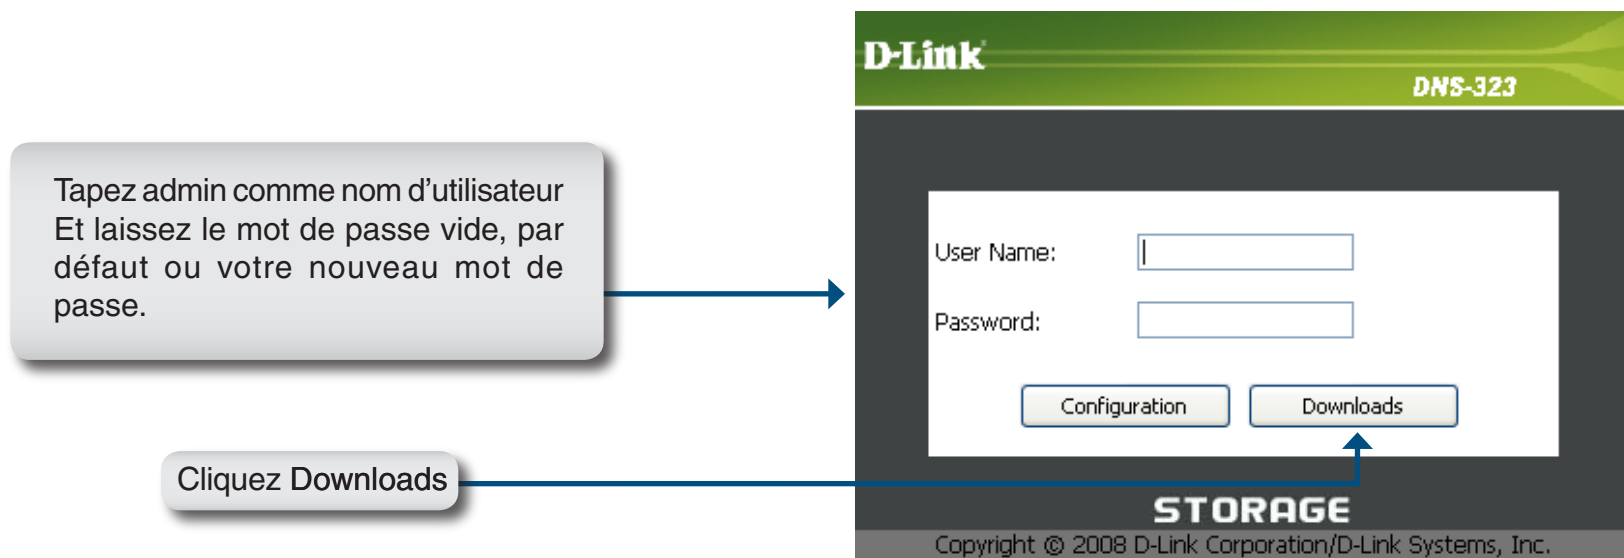 D-Link
DNS-323
Tapez admin comme nom d'utilisateur
Et laissez le mot de passe vide, par
défaut ou votre nouveau mot de
passe.
User Name:
Password:
Configuration
Downloads
Cliquez Downloads
STORAGE
Copyright © 2008 D-Link Corporation/D-Link Systems, Inc.